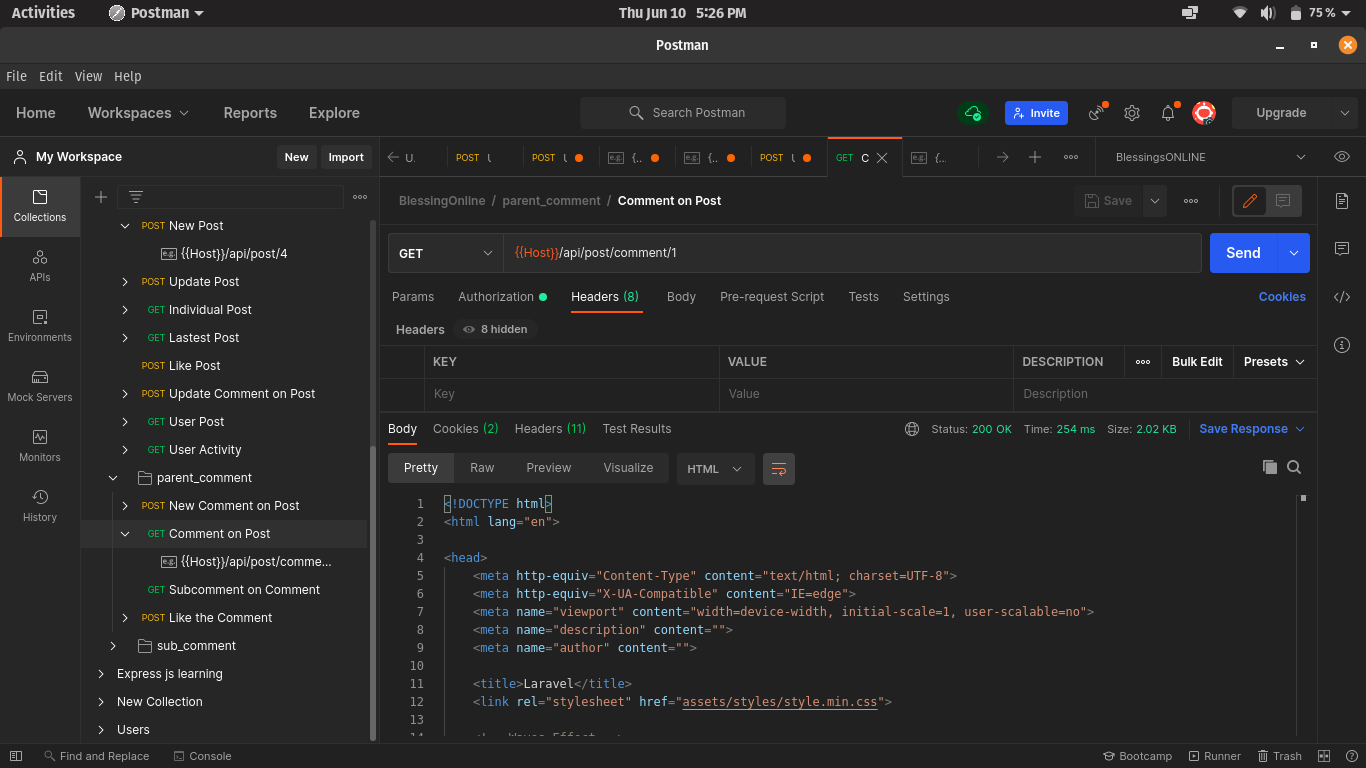 Activities Postman Thu Jun 10 5:26 PM 75 %
Postman
File Edit View Help
Home Workspaces Reports Explore Search Postman Invite Upgrade
My Workspace New Import
U. POST POST e.g. {.. e.g. {.. POST GET C e.g. {.. BlessingsONLINE
Collections
APIs
Environments
Mock Servers
Monitors
History
POST New Post
e.g. {{Host}}/api/post/4
POST Update Post
GET Individual Post
GET Lastest Post
POST Like Post
POST Update Comment on Post
GET User Post
GET User Activity
parent_comment
POST New Comment on Post
GET Comment on Post
e.g. {{Host}}/api/post/comme...
GET Subcomment on Comment
POST Like the Comment
sub_comment
Express js learning
New Collection
Users
BlessingOnline / parent_comment / Comment on Post Save
GET {{Host}}/api/post/comment/1 Send
Params Authorization Headers (8) Body Pre-request Script Tests Settings Cookies
Headers 8 hidden
KEY VALUE DESCRIPTION Bulk Edit Presets
Key Value Description
Body Cookies (2) Headers (11) Test Results Status: 200 OK Time: 254 ms Size: 2.02 KB Save Response
Pretty Raw Preview Visualize HTML
1 <!DOCTYPE html>
2 <html lang="en">
3
4 <head>
5 <meta http-equiv="Content-Type" content="text/html; charset=UTF-8">
6 <meta http-equiv="X-UA-Compatible" content="IE=edge">
7 <meta name="viewport" content="width=device-width, initial-scale=1, user-scalable=no">
8 <meta name="description" content="">
9 <meta name="author" content="">
10
11 <title>Laravel</title>
12 <link rel="stylesheet" href="assets/styles/style.min.css">
13
Find and Replace Console Bootcamp Runner Trash